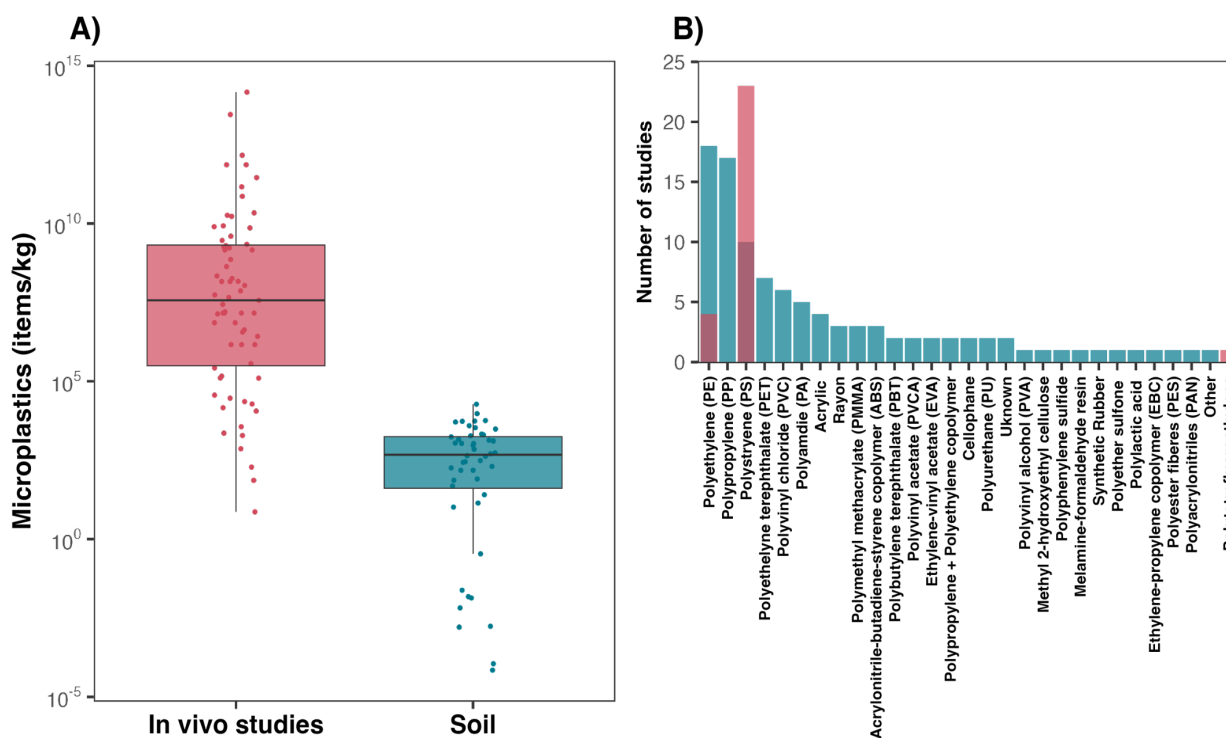 A)
Microplastics (items/kg)
10^15
10^10
10^5
10^0
10^-5
In vivo studies
Soil
B)
Number of studies
25
20
15
10
5
0
Polyethylene (PE)
Polypropylene (PP)
Polystryene (PS)
Polyethelyne terephthalate (PET)
Polyvinyl chloride (PVC)
Polyamdie (PA)
Acrylic
Rayon
Polymethyl methacrylate (PMMA)
Acrylonitrile-butadiene-styrene copolymer (ABS)
Polybutylene terephthalate (PBT)
Polyvinyl acetate (PVCA)
Ethylene-vinyl acetate (EVA)
Polypropylene + Polyethylene copolymer
Cellophane
Polyurethane (PU)
Uknown
Polyvinyl alcohol (PVA)
Methyl 2-hydroxyethyl cellulose
Polyphenylene sulfide
Melamine-formaldehyde resin
Synthetic Rubber
Polyether sulfone
Polylactic acid
Ethylene-propylene copolymer (EBC)
Polyester fiberes (PES)
Polyacrylonitriles (PAN)
Other